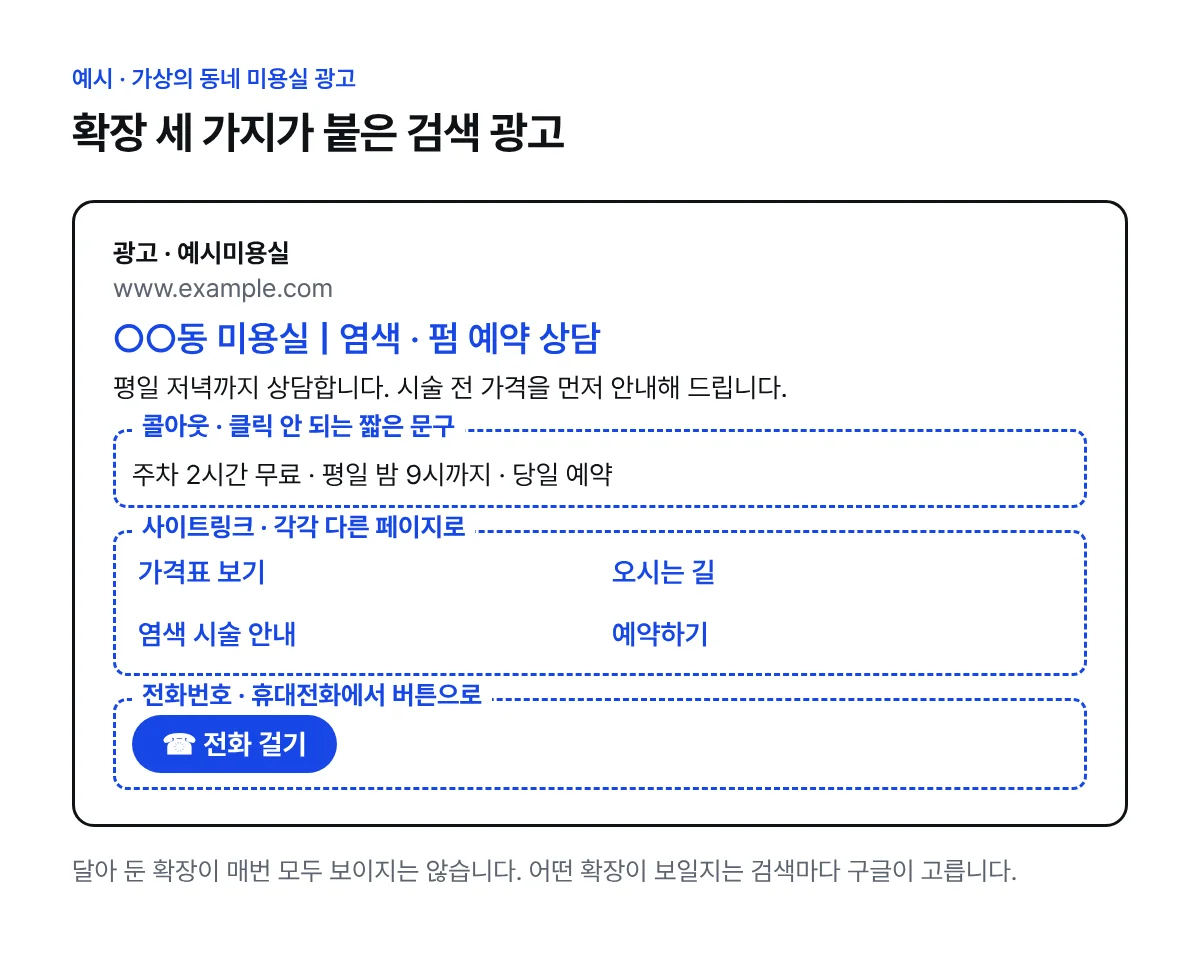 예시 · 가상의 동네 미용실 광고
확장 세 가지가 붙은 검색 광고
광고 · 예시미용실
www.example.com
〇〇동 미용실 | 염색 · 펌 예약 상담
평일 저녁까지 상담합니다. 시술 전 가격을 먼저 안내해 드립니다.
콜아웃 · 클릭 안 되는 짧은 문구
주차 2시간 무료 · 평일 밤 9시까지 · 당일 예약
사이트링크 · 각각 다른 페이지로
가격표 보기 오시는 길
염색 시술 안내 예약하기
전화번호 · 휴대전화에서 버튼으로
☎ 전화 걸기
달아 둔 확장이 매번 모두 보이지는 않습니다. 어떤 확장이 보일지는 검색마다 구글이 고릅니다.